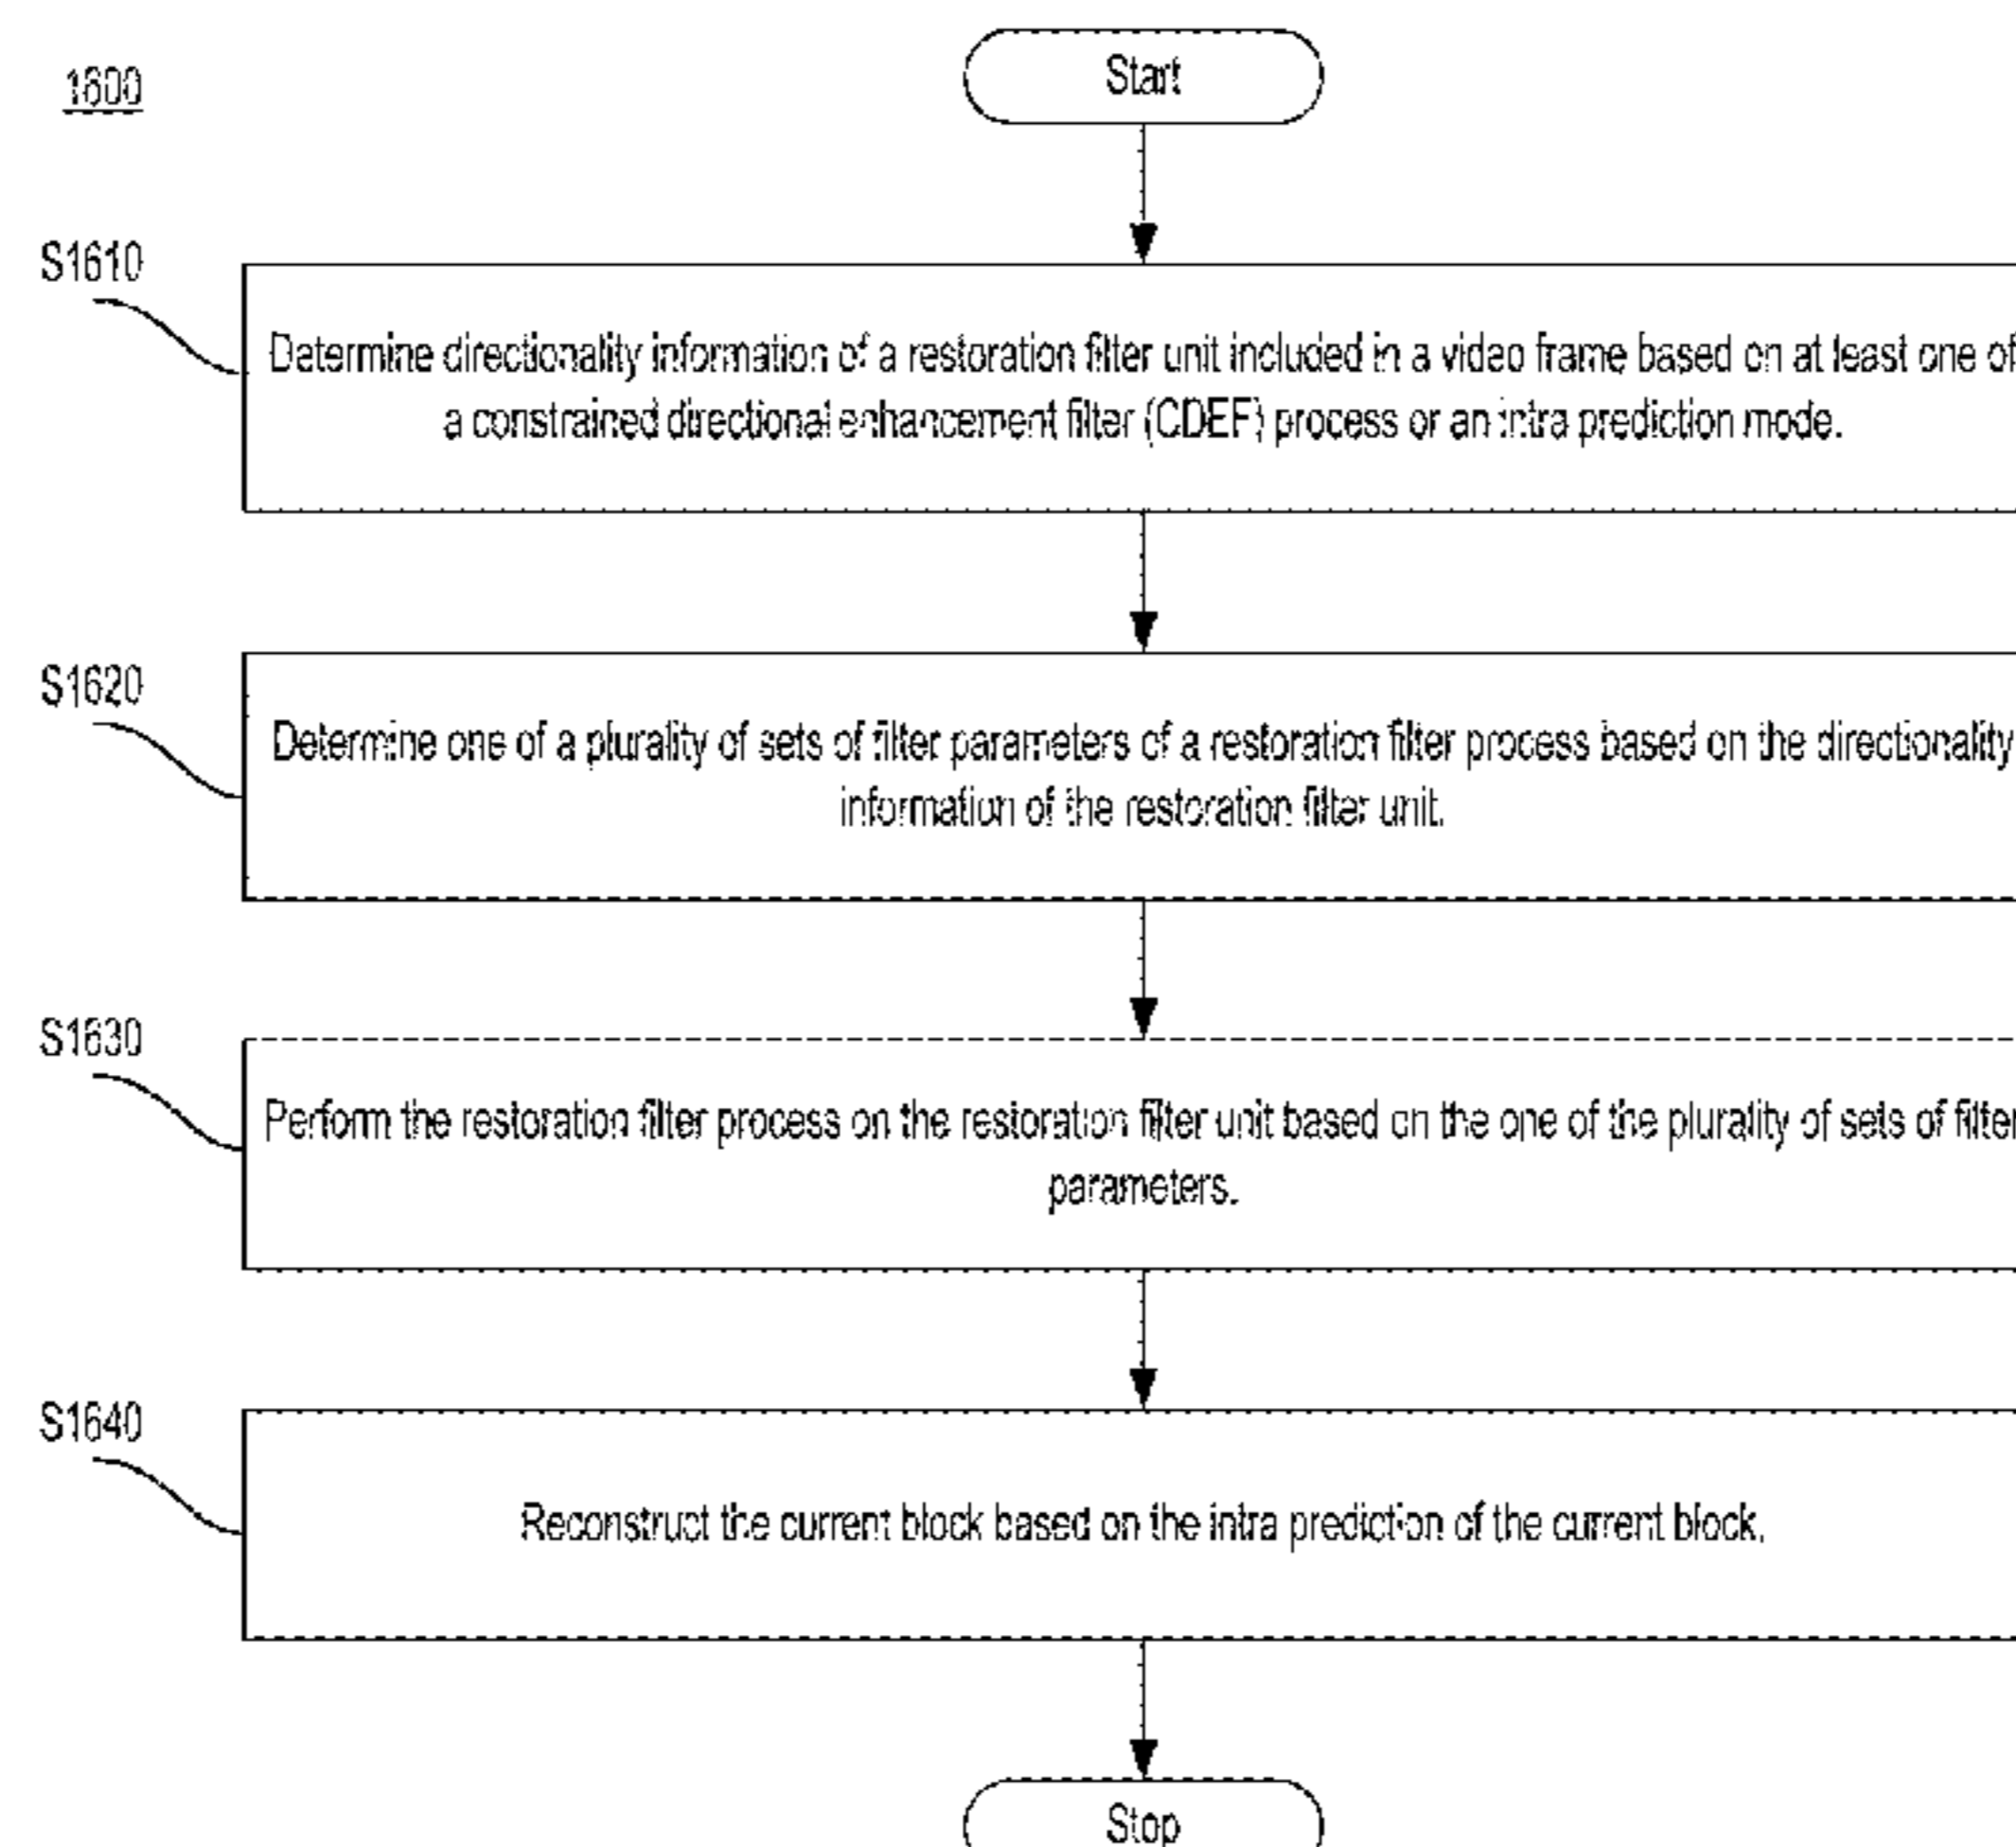 1600
Start
S1610
Determine directionality information of a restoration filter unit included in a video frame based on at least one of
a constrained directional enhancement filter (CDEF) process or an intra prediction mode.
S1620
Determine one of a plurality of sets of filter parameters of a restoration filter process based on the directionality
information of the restoration filter unit.
S1630
Perform the restoration filter process on the restoration filter unit based on the one of the plurality of sets of filter
parameters.
S1640
Reconstruct the current block based on the intra prediction of the current block.
Stop